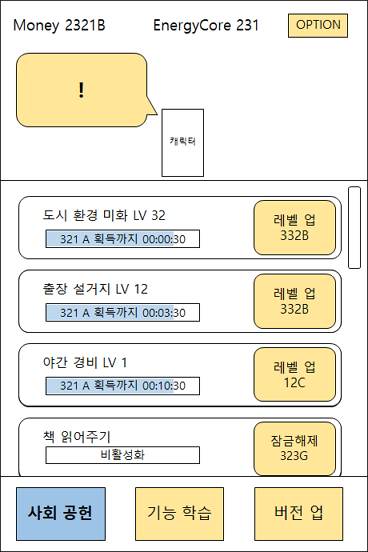 Money 2321B EnergyCore 231 OPTION
!
캐릭터
도시 환경 미화 LV 32
321 A 획득까지 00:00:30
레벨 업
332B
출장 설거지 LV 12
321 A 획득까지 00:03:30
레벨 업
332B
야간 경비 LV 1
321 A 획득까지 00:10:30
레벨 업
12C
책 읽어주기
비활성화
잠금해제
323G
사회 공헌 기능 학습 버전 업